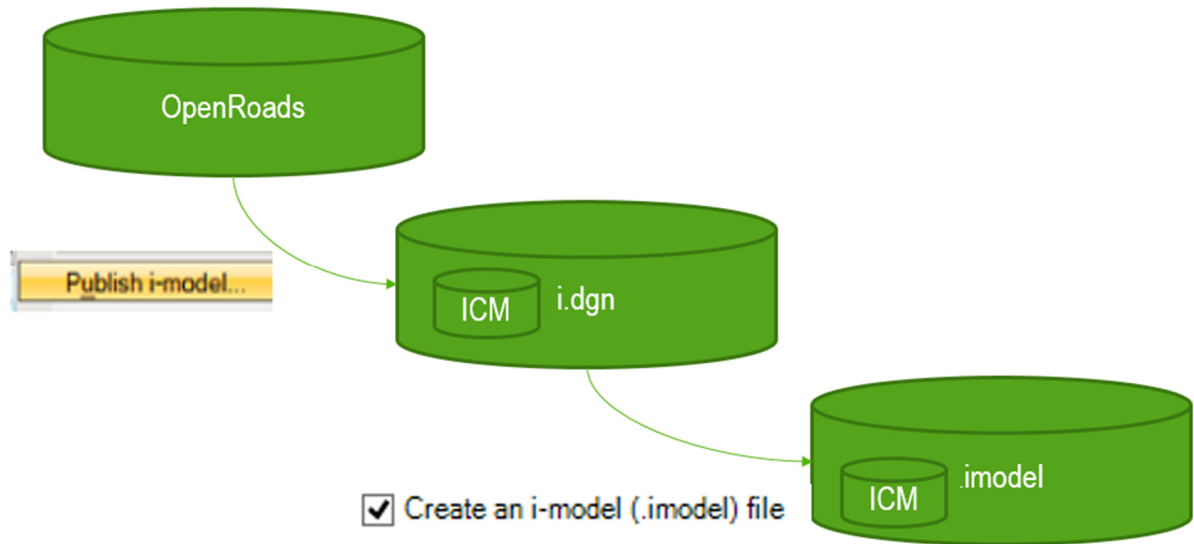 OpenRoads
Publish i-model...
ICM
i.dgn
ICM
.imodel
Create an i-model (.imodel) file